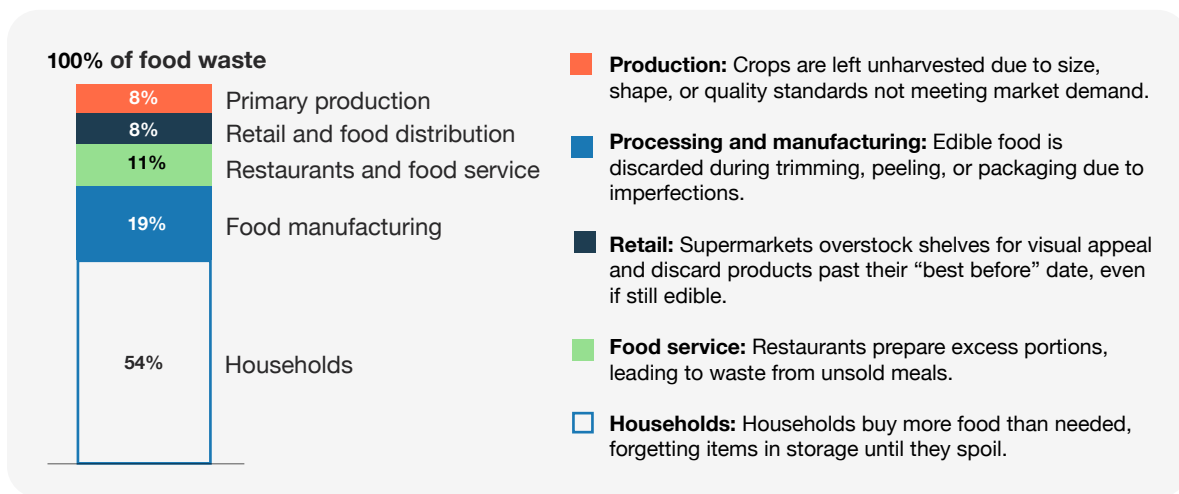 100% of food waste
8%
Primary production
8%
Retail and food distribution
11%
Restaurants and food service
19%
Food manufacturing
54%
Households
Production: Crops are left unharvested due to size,
shape, or quality standards not meeting market demand.
Processing and manufacturing: Edible food is
discarded during trimming, peeling, or packaging due to
imperfections.
Retail: Supermarkets overstock shelves for visual appeal
and discard products past their “best before” date, even
if still edible.
Food service: Restaurants prepare excess portions,
leading to waste from unsold meals.
Households: Households buy more food than needed,
forgetting items in storage until they spoil.